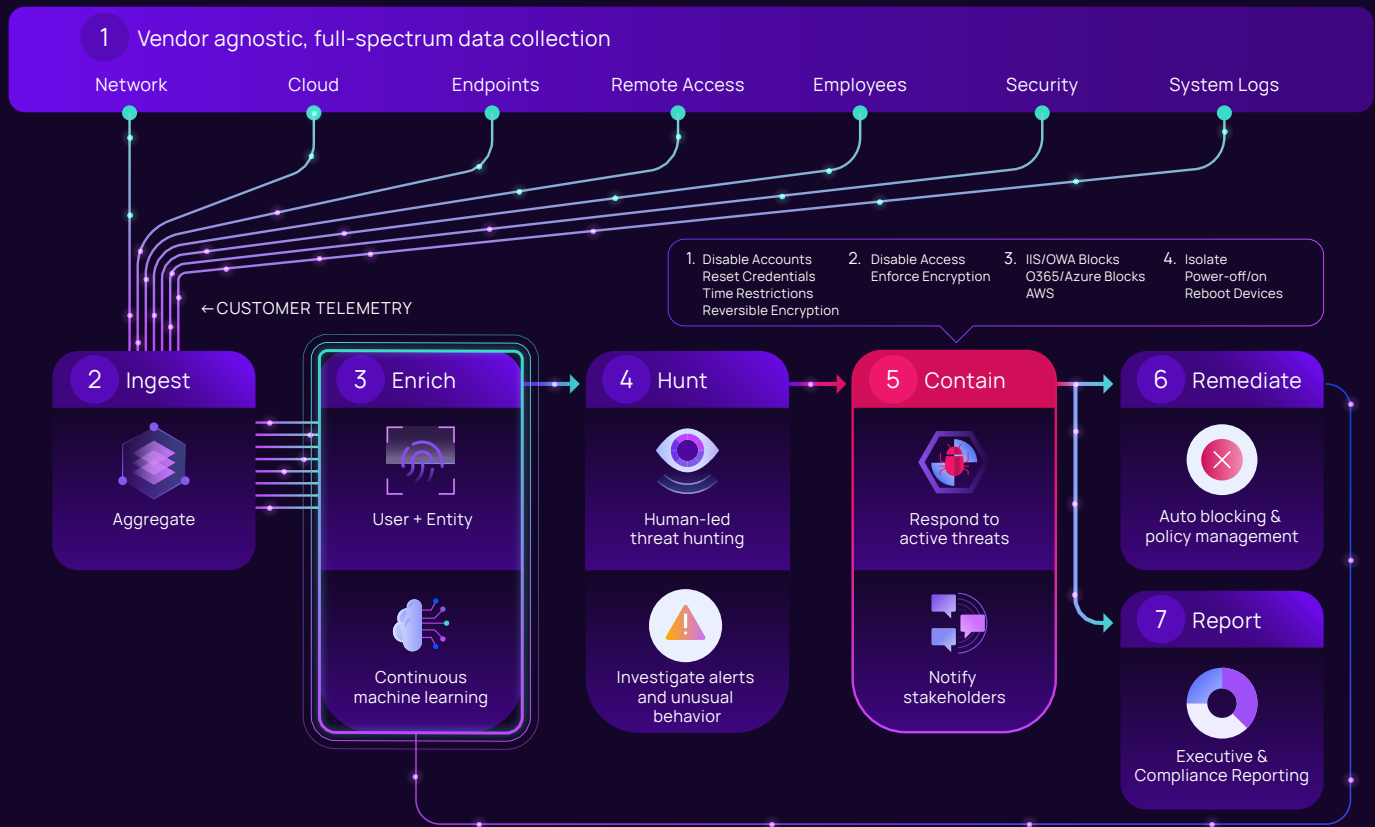 1 Vendor agnostic, full-spectrum data collection
Network
Cloud
Endpoints
Remote Access
Employees
Security
System Logs
←CUSTOMER TELEMETRY
1. Disable Accounts
Reset Credentials
Time Restrictions
Reversible Encryption
2. Disable Access
Enforce Encryption
3. IIS/OWA Blocks
O365/Azure Blocks
AWS
4. Isolate
Power-off/on
Reboot Devices
2 Ingest
Aggregate
3 Enrich
User + Entity
Continuous
machine learning
4 Hunt
Human-led
threat hunting
Investigate alerts
and unusual
behavior
5 Contain
Respond to
active threats
Notify
stakeholders
6 Remediate
Auto blocking &
policy management
7 Report
Executive &
Compliance Reporting